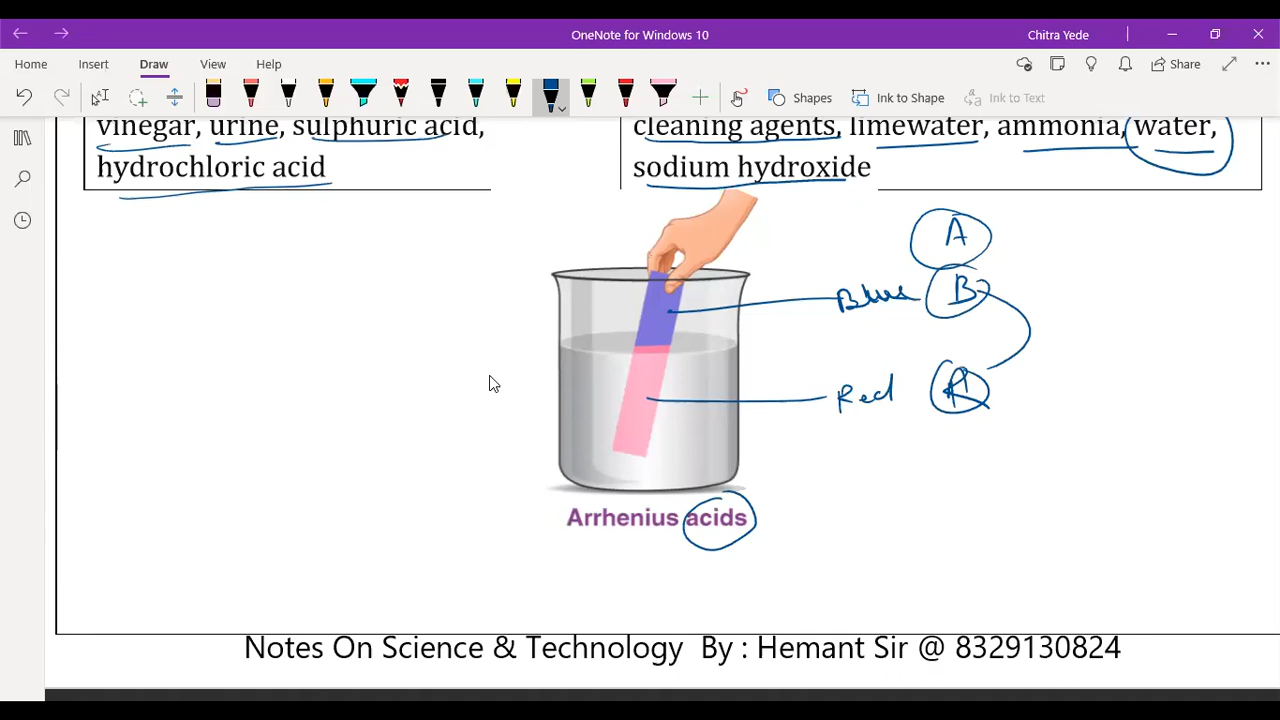 OneNote for Windows 10
Chitra Yede
Home Insert Draw View Help
Share
Shapes Ink to Shape Ink to Text
vinegar, urine, sulphuric acid,
hydrochloric acid
cleaning agents, limewater, ammonia, water,
sodium hydroxide
A
Blue B
Red R
Arrhenius acids
Notes On Science & Technology By : Hemant Sir @ 8329130824